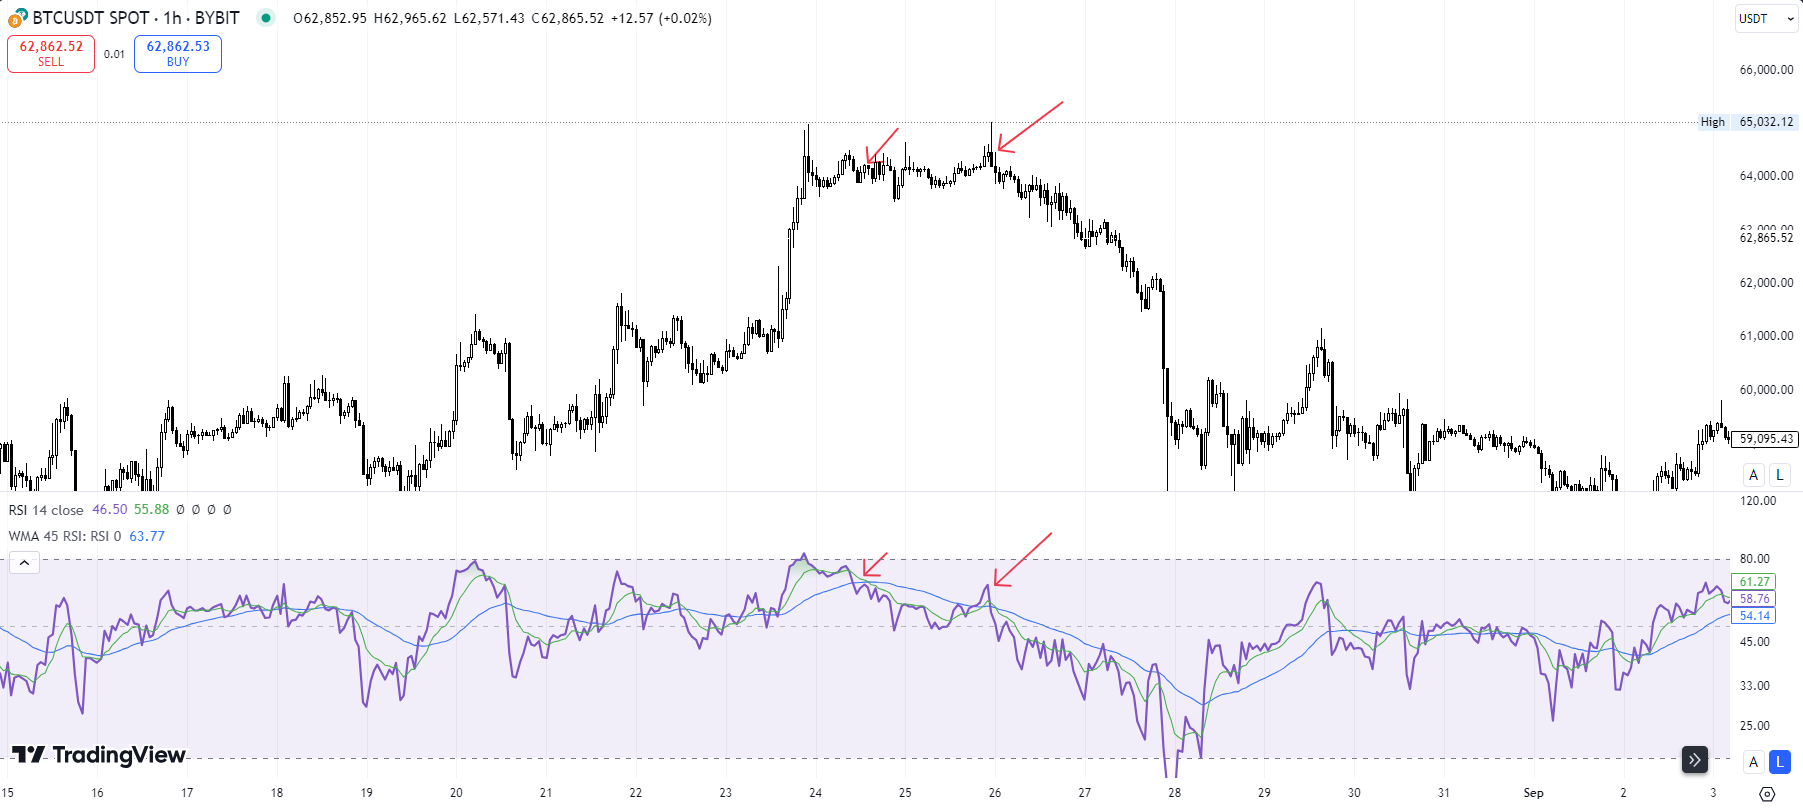 BTCUSDT SPOT · 1h · BYBIT
O62,852.95 H62,965.62 L62,571.43 C62,865.52 +12.57 (+0.02%)
USDT
62,862.52
SELL
0.01
62,862.53
BUY
66,000.00
High 65,032.12
64,000.00
63,000.00
62,865.52
62,000.00
61,000.00
60,000.00
59,095.43
A L
120.00
RSI 14 close 46.50 55.88 Ø Ø Ø Ø
WMA 45 RSI: RSI 0 63.77
80.00
61.27
58.76
54.14
45.00
33.00
25.00
TradingView
A L
15 16 17 18 19 20 21 22 23 24 25 26 27 28 29 30 31 Sep 2 3